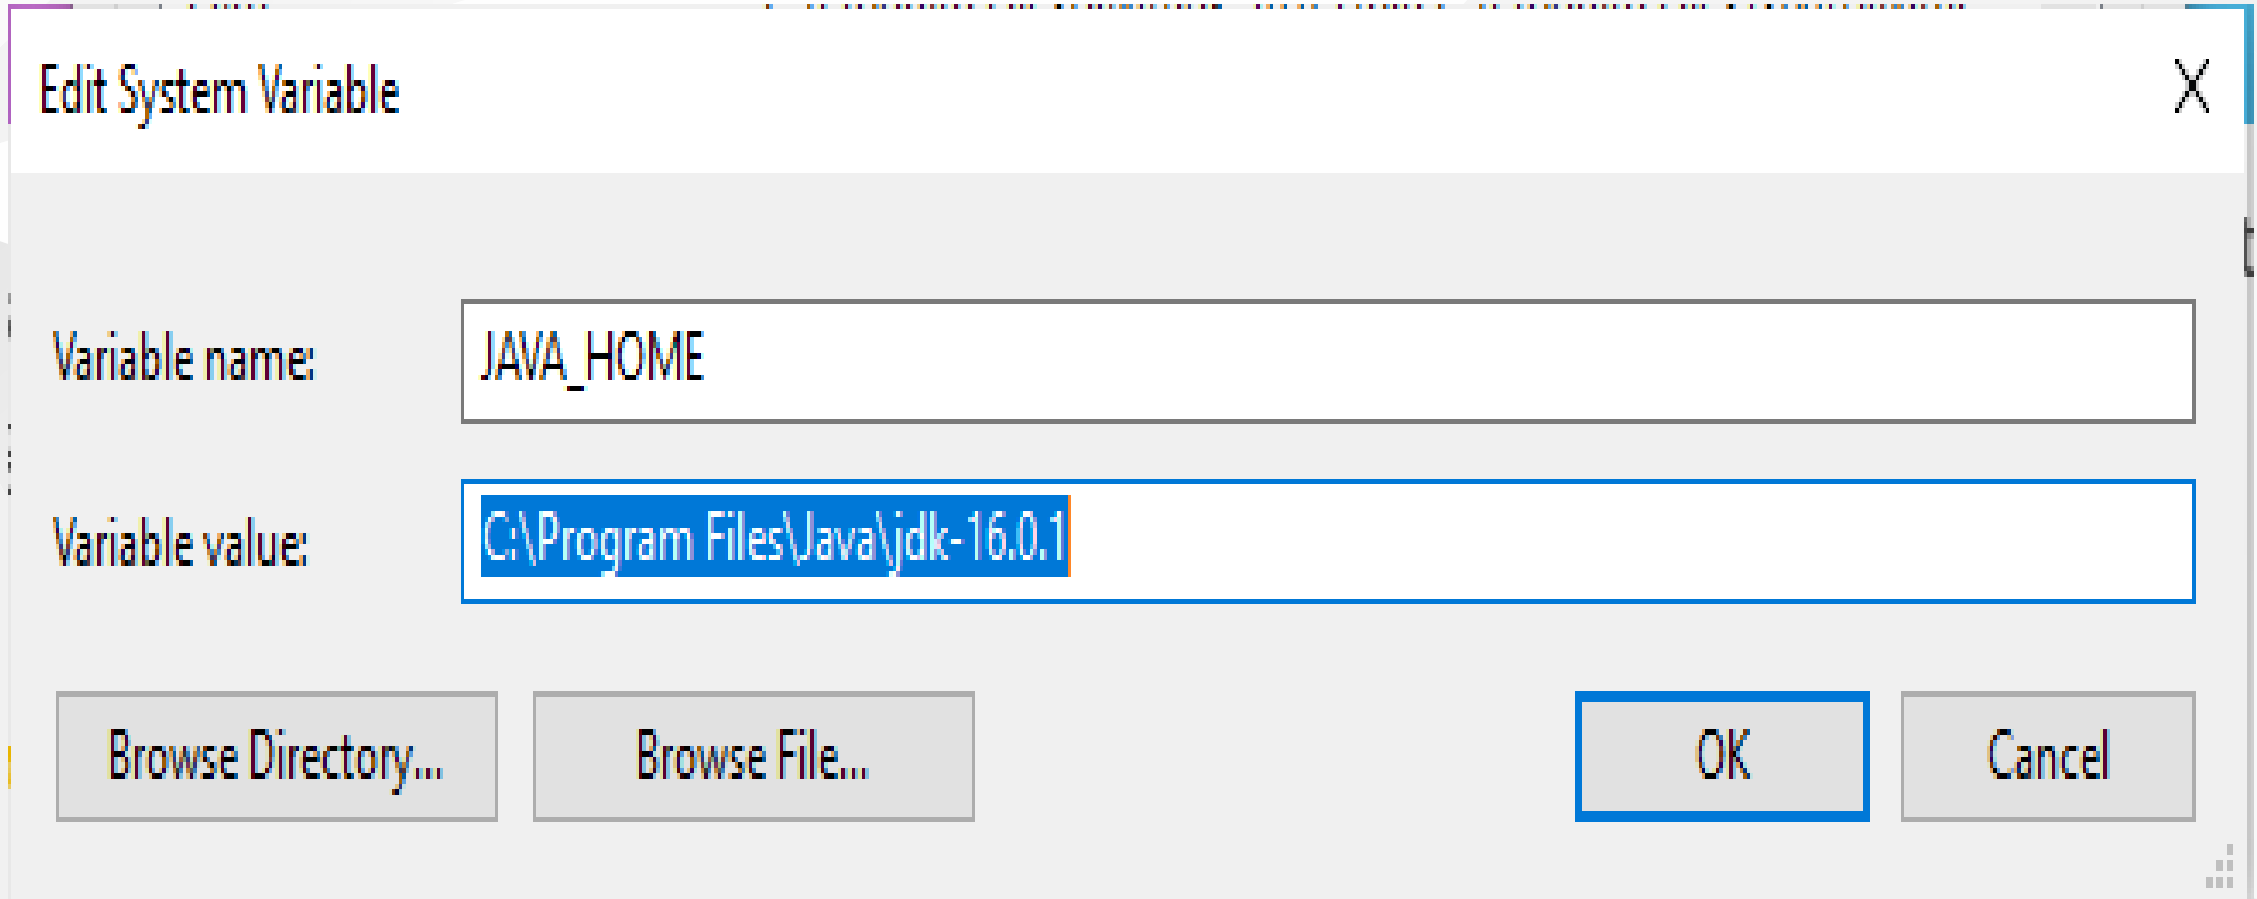 Edit System Variable
X
Variable name:
JAVA_HOME
Variable value:
C:\Program Files\Java\jdk-16.0.1
Browse Directory...
Browse File...
OK
Cancel